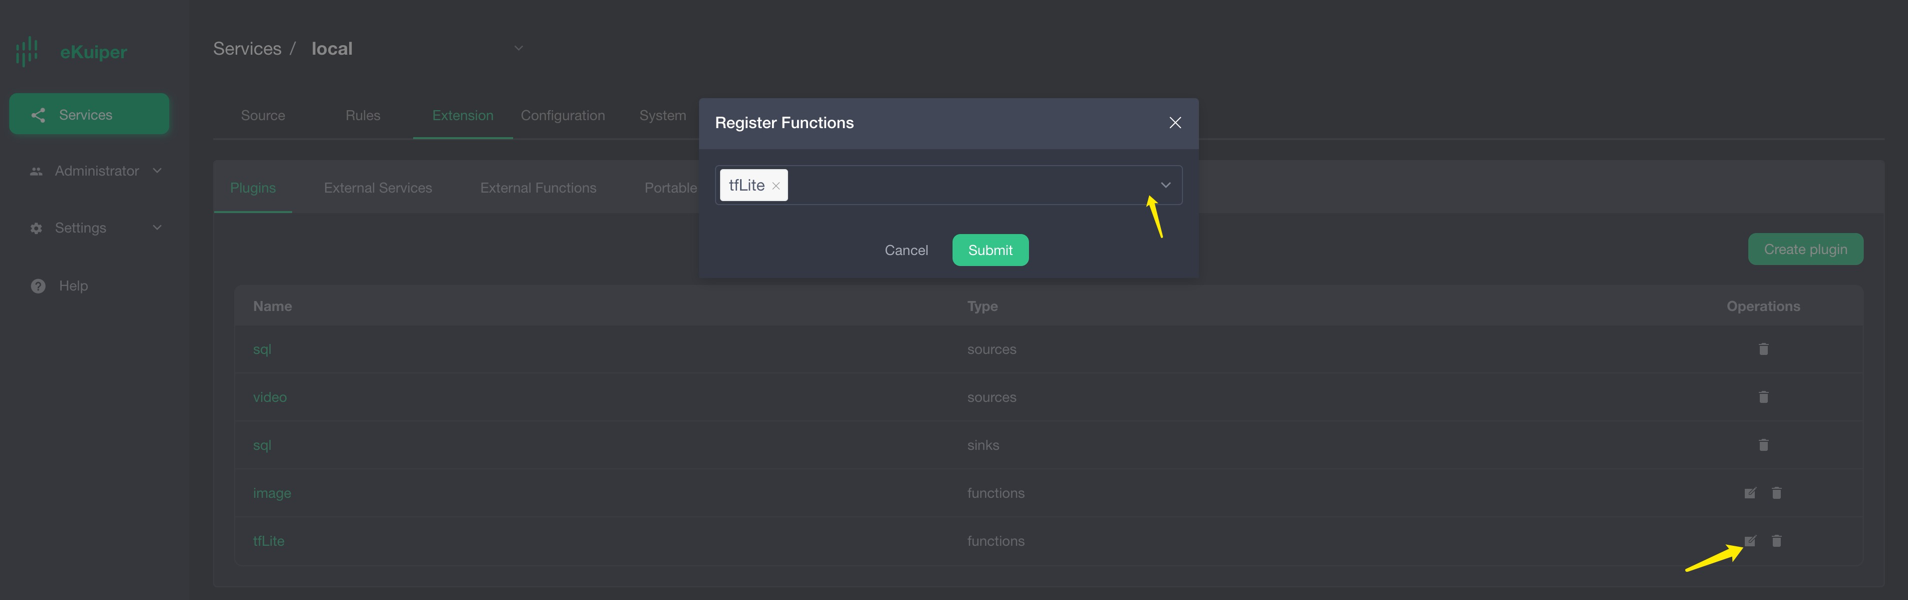 eKuiper
Services
Administrator
Settings
Help
Services / local
Source Rules Extension Configuration System
Plugins External Services External Functions Portable
Register Functions
tfLite
Cancel Submit
Create plugin
Name Type Operations
sql sources
video sources
sql sinks
image functions
tfLite functions